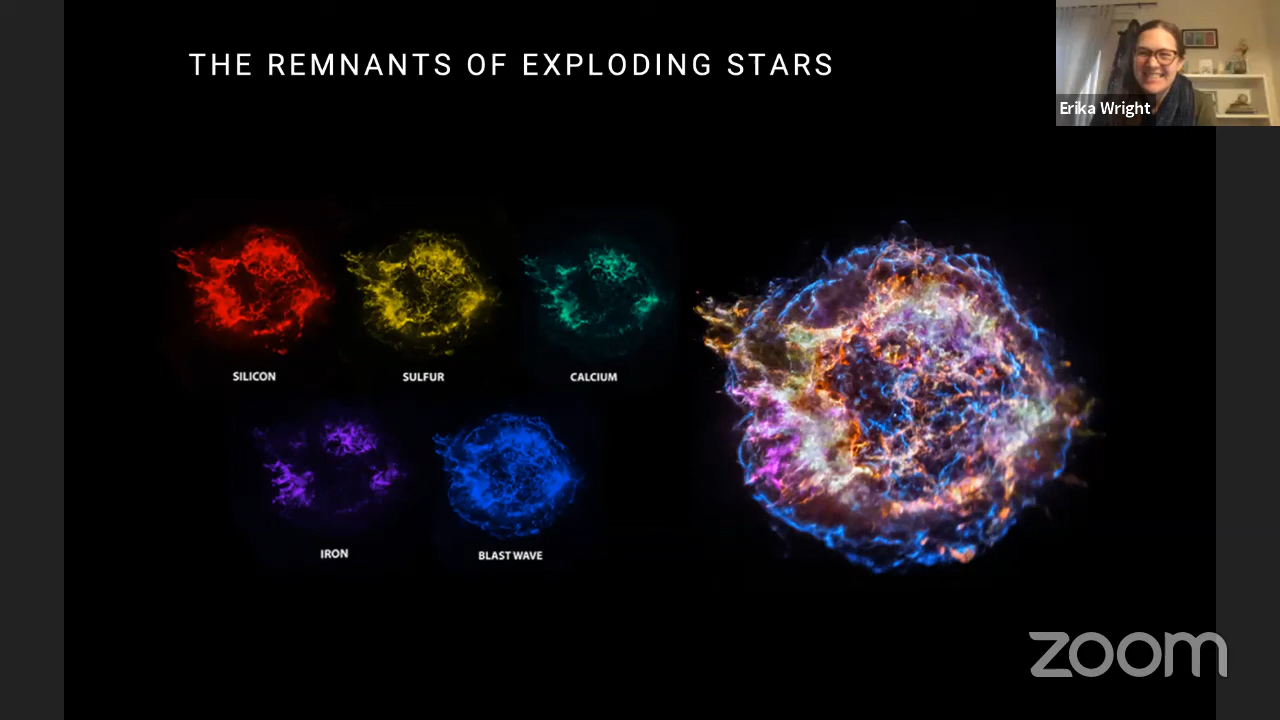 THE REMNANTS OF EXPLODING STARS
Erika Wright
SILICON
SULFUR
CALCIUM
IRON
BLAST WAVE
zoom